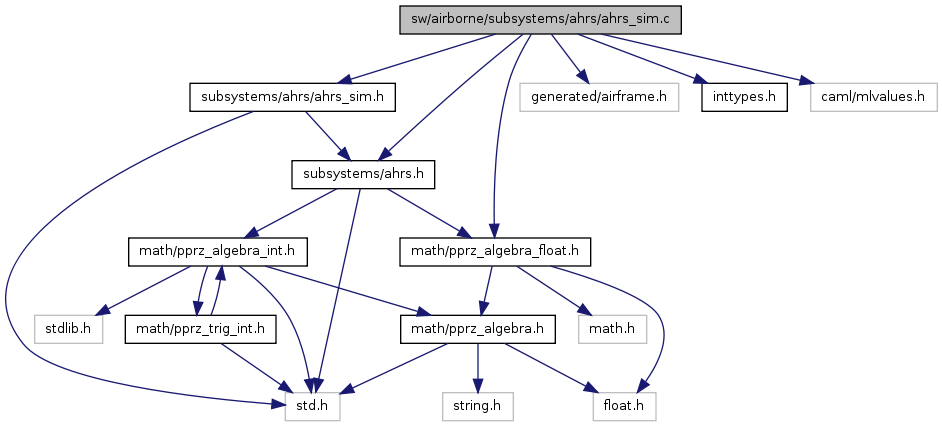 sw/airborne/subsystems/ahrs/ahrs_sim.c
subsystems/ahrs/ahrs_sim.h
generated/airframe.h
inttypes.h
caml/mlvalues.h
subsystems/ahrs.h
math/pprz_algebra_int.h
math/pprz_algebra_float.h
stdlib.h
math/pprz_trig_int.h
math/pprz_algebra.h
math.h
std.h
string.h
float.h